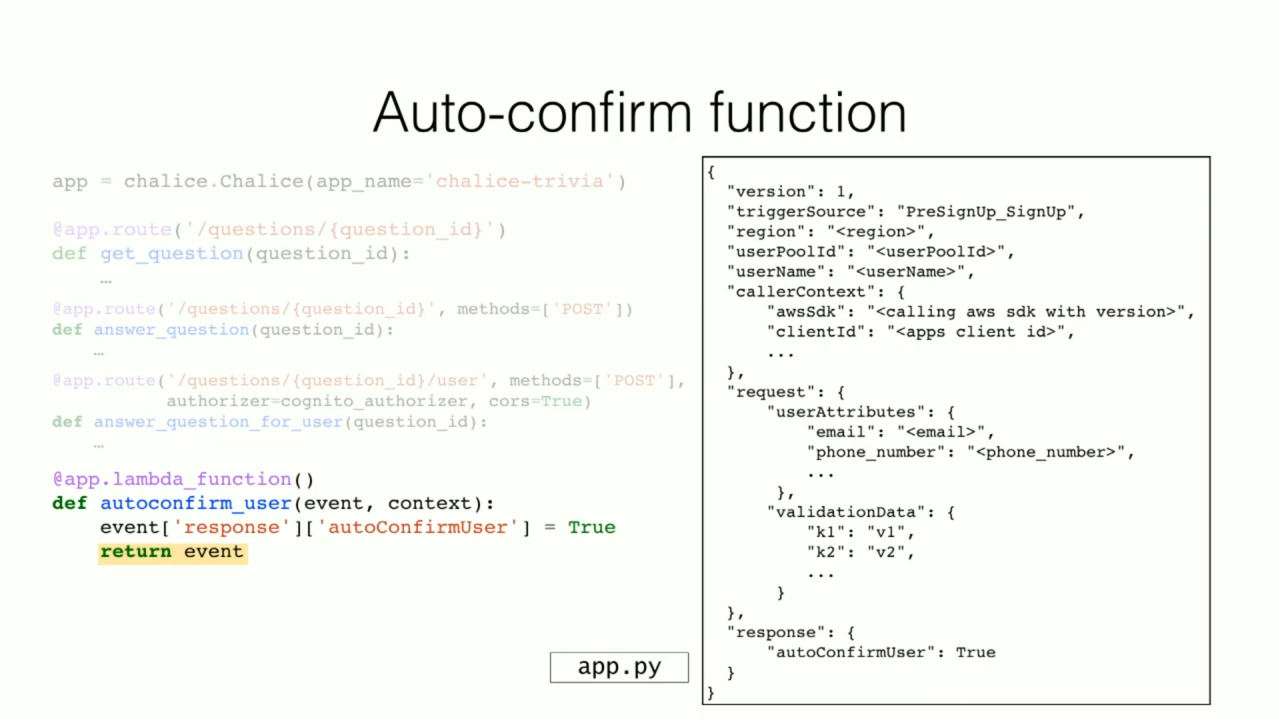 Auto-confirm function
app = chalice.Chalice(app_name='chalice-trivia')
@app.route('/questions/{question_id}')
def get_question(question_id):
…
@app.route('/questions/{question_id}', methods=['POST'])
def answer_question(question_id):
…
@app.route('/questions/{question_id}/user', methods=['POST'],
authorizer=cognito_authorizer, cors=True)
def answer_question_for_user(question_id):
…
@app.lambda_function()
def autoconfirm_user(event, context):
event['response']['autoConfirmUser'] = True
return event
app.py
{
"version": 1,
"triggerSource": "PreSignUp_SignUp",
"region": "<region>",
"userPoolId": "<userPoolId>",
"userName": "<userName>",
"callerContext": {
"awsSdk": "<calling aws sdk with version>",
"clientId": "<apps client id>",
...
},
"request": {
"userAttributes": {
"email": "<email>",
"phone_number": "<phone_number>",
...
},
"validationData": {
"k1": "v1",
"k2": "v2",
...
}
},
"response": {
"autoConfirmUser": True
}
}